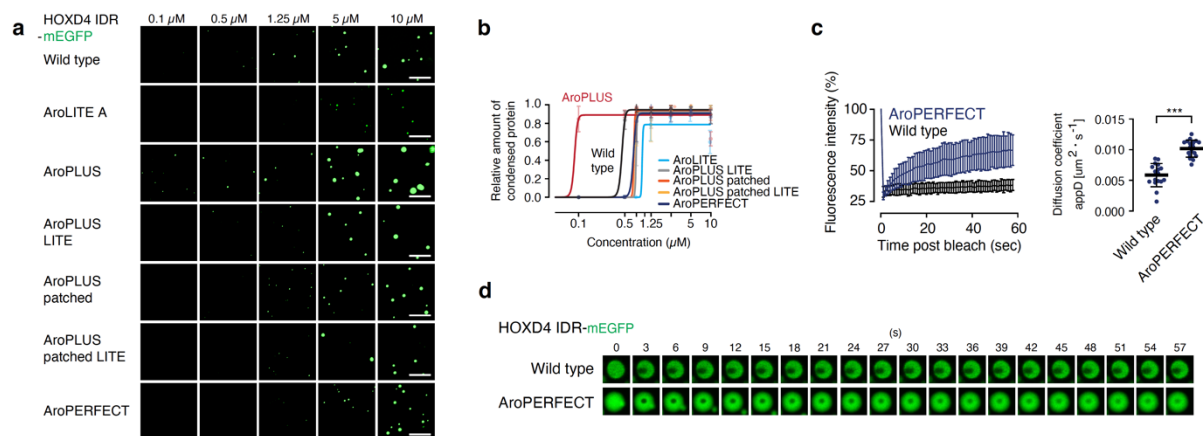 a
HOXD4 IDR
-mEGFP
0.1 µM
0.5 µM
1.25 µM
5 µM
10 µM
Wild type
AroLITE A
AroPLUS
AroPLUS
LITE
AroPLUS
patched
AroPLUS
patched LITE
AroPERFECT
b
Relative amount of
condensed protein
1.0
0.8
0.6
0.4
0.2
0.0
AroPLUS
Wild
type
AroLITE
AroPLUS LITE
AroPLUS patched
AroPLUS patched LITE
AroPERFECT
0.1
0.5
1
1.25
5
10
Concentration (µM)
c
Fluorescence intensity (%)
100
75
50
25
AroPERFECT
Wild type
0
20
40
60
Time post bleach (sec)
Diffusion coefficient
appD [um² · s⁻¹)
0.015
0.010
0.005
0.000
***
Wild type
AroPERFECT
d
HOXD4 IDR-mEGFP
(s)
0 3 6 9 12 15 18 21 24 27 30 33 36 39 42 45 48 51 54 57
Wild type
AroPERFECT